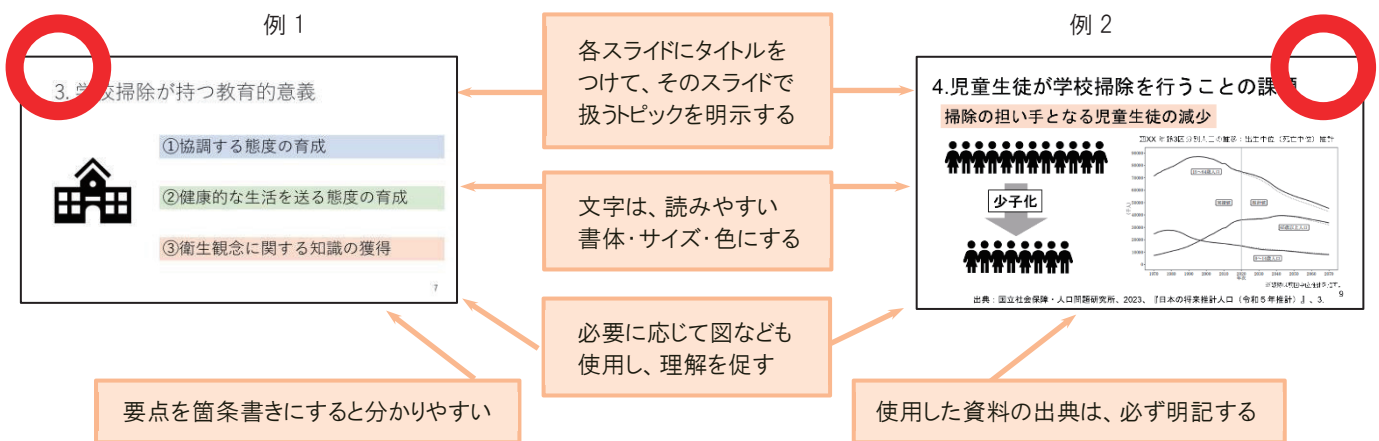 例 1
例 2
3. 学校掃除が持つ教育的意義
①協調する態度の育成
②健康的な生活を送る態度の育成
③衛生観念に関する知識の獲得
7
各スライドにタイトルを
つけて、そのスライドで
扱うトピックを明示する
文字は、読みやすい
書体・サイズ・色にする
必要に応じて図なども
使用し、理解を促す
要点を箇条書きにすると分かりやすい
4.児童生徒が学校掃除を行うことの課題
掃除の担い手となる児童生徒の減少
少子化
出典：国立社会保障・人口問題研究所、2023、『日本の将来推計人口（令和５年推計）』、3.
9
使用した資料の出典は、必ず明記する